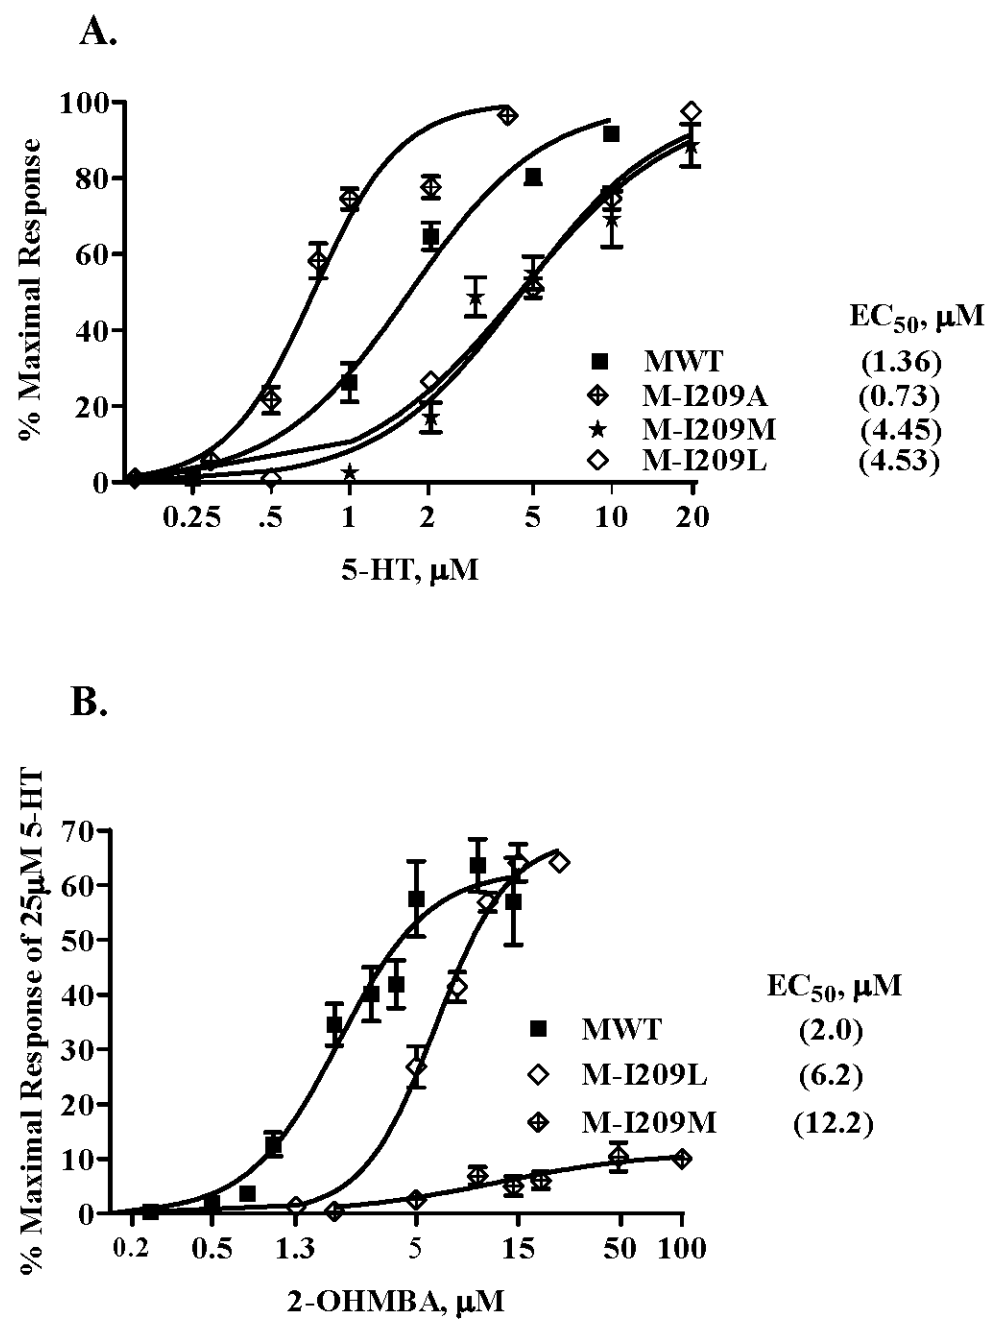 A.
% Maximal Response
100
80
60
40
20
0
0.25 .5 1 2 5 10 20
5-HT, µM
EC50, µM
MWT (1.36)
M-I209A (0.73)
M-I209M (4.45)
M-I209L (4.53)
B.
% Maximal Response of 25µM 5-HT
70
60
50
40
30
20
10
0
0.2 0.5 1.3 5 15 50 100
2-OHMBA, µM
EC50, µM
MWT (2.0)
M-I209L (6.2)
M-I209M (12.2)